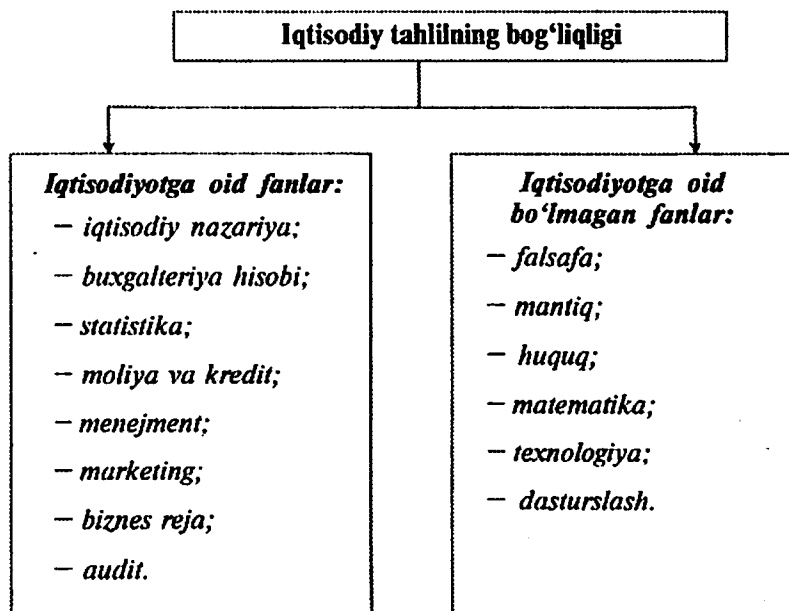 Iqtisodiy tahlilning bog‘liqligi
Iqtisodiyotga oid fanlar:
– iqtisodiy nazariya;
– buxgalteriya hisobi;
– statistika;
– moliya va kredit;
– menejment;
– marketing;
– biznes reja;
– audit.
Iqtisodiyotga oid
bo‘lmagan fanlar:
– falsafa;
– mantiq;
– huquq;
– matematika;
– texnologiya;
– dasturslash.